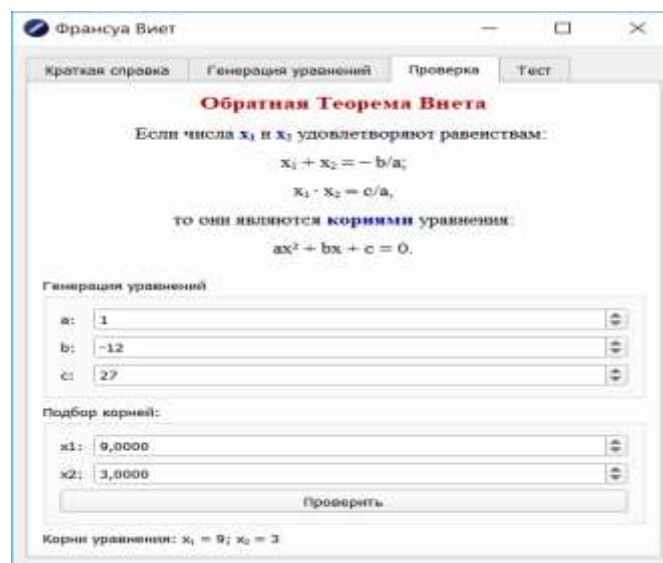 Франсуа Виет
Краткая справка Генерация уравнений Проверка Тест
Обратная Теорема Виета
Если числа x₁ и x₂ удовлетворяют равенствам:
x₁ + x₂ = − b/a;
x₁ · x₂ = c/a,
то они являются корнями уравнения:
ax² + bx + c = 0.
Генерация уравнений
a: 1
b: -12
c: 27
Подбор корней:
x1: 9,0000
x2: 3,0000
Проверить
Корни уравнения: x₁ = 9; x₂ = 3